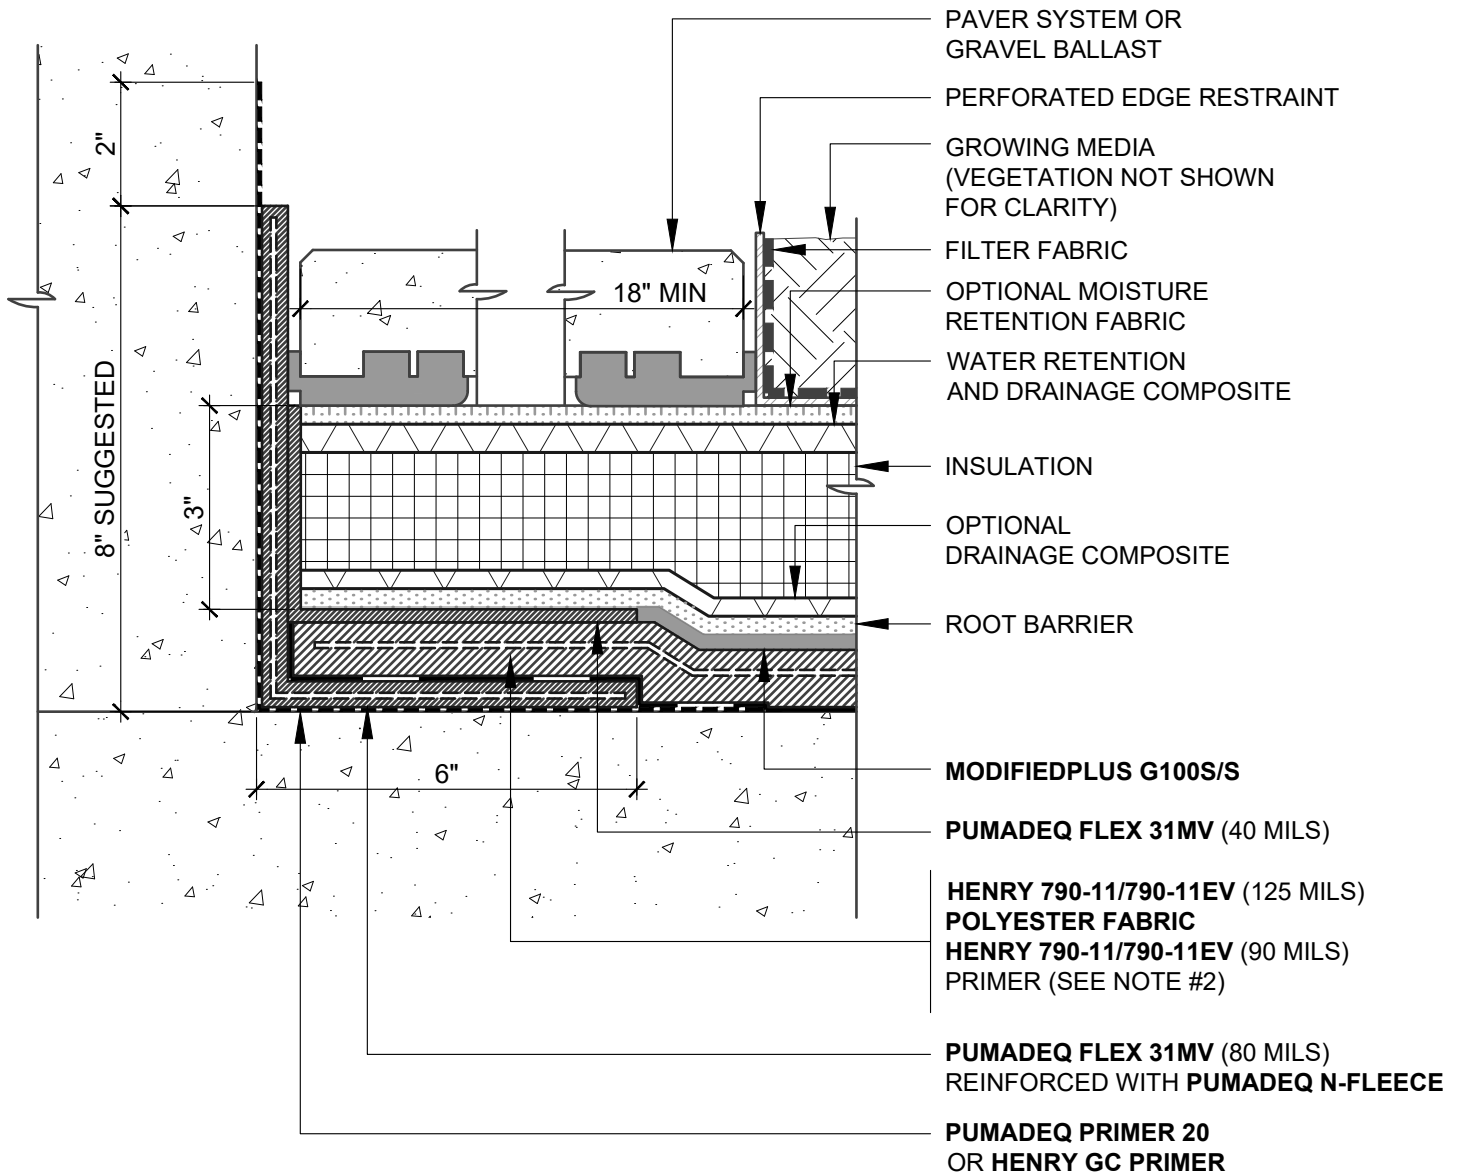 PAVER SYSTEM OR
GRAVEL BALLAST
PERFORATED EDGE RESTRAINT
GROWING MEDIA
(VEGETATION NOT SHOWN
FOR CLARITY)
FILTER FABRIC
OPTIONAL MOISTURE
RETENTION FABRIC
WATER RETENTION
AND DRAINAGE COMPOSITE
INSULATION
OPTIONAL
DRAINAGE COMPOSITE
ROOT BARRIER
MODIFIEDPLUS G100S/S
PUMADEQ FLEX 31MV (40 MILS)
HENRY 790-11/790-11EV (125 MILS)
POLYESTER FABRIC
HENRY 790-11/790-11EV (90 MILS)
PRIMER (SEE NOTE #2)
PUMADEQ FLEX 31MV (80 MILS)
REINFORCED WITH PUMADEQ N-FLEECE
PUMADEQ PRIMER 20
OR HENRY GC PRIMER
2"
8" SUGGESTED
3"
18" MIN
6"